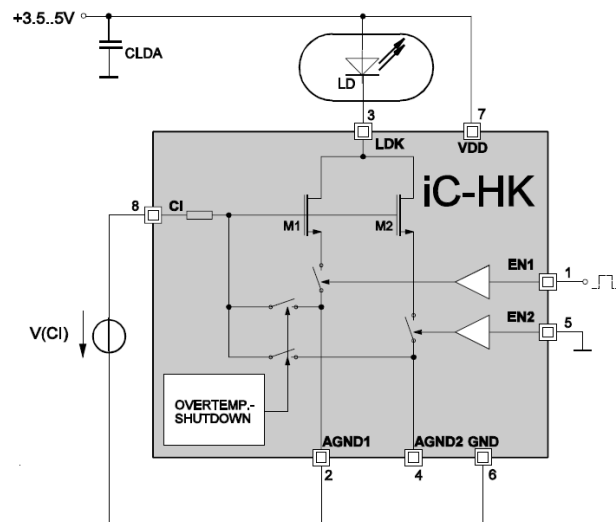 +3.5..5V
CLDA
LD
3
7
LDK
VDD
iC-HK
8
CI
M1
M2
EN1
1
EN2
5
V(CI)
OVERTEMP.-
SHUTDOWN
AGND1
AGND2
GND
2
4
6